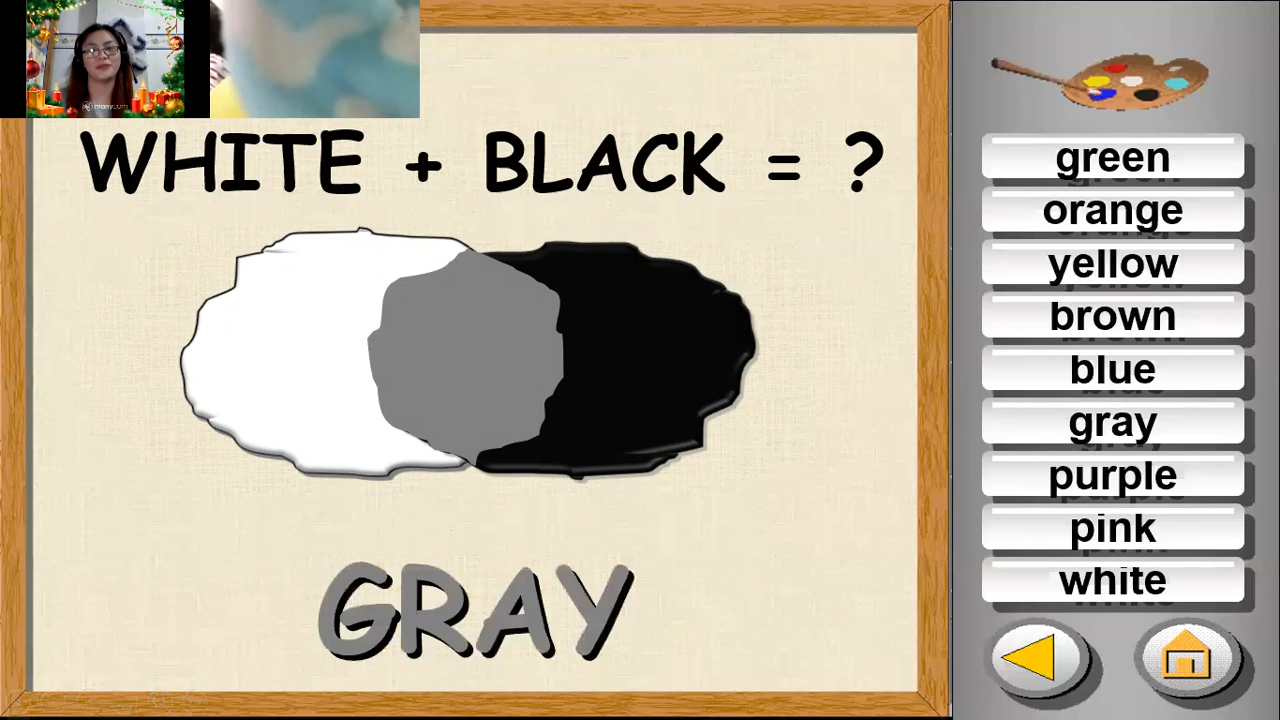 WHITE + BLACK = ?
GRAY
green
orange
yellow
brown
blue
gray
purple
pink
white